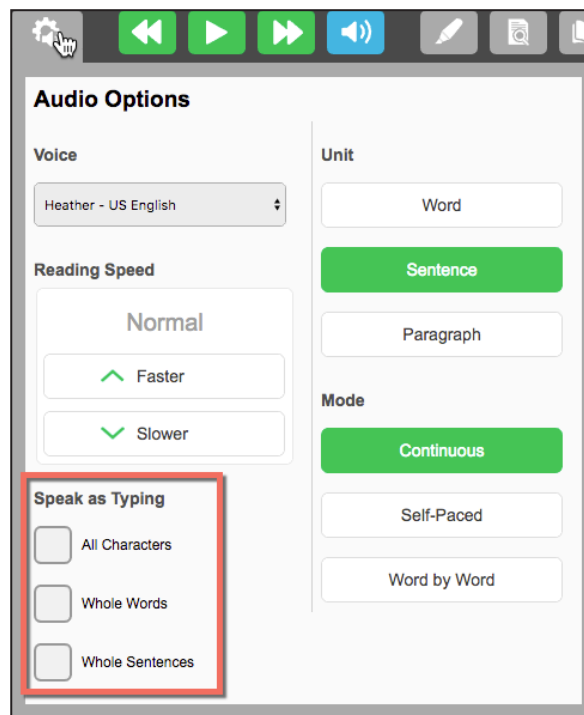 Audio Options
Voice
Heather - US English
Reading Speed
Normal
Faster
Slower
Speak as Typing
All Characters
Whole Words
Whole Sentences
Unit
Word
Sentence
Paragraph
Mode
Continuous
Self-Paced
Word by Word